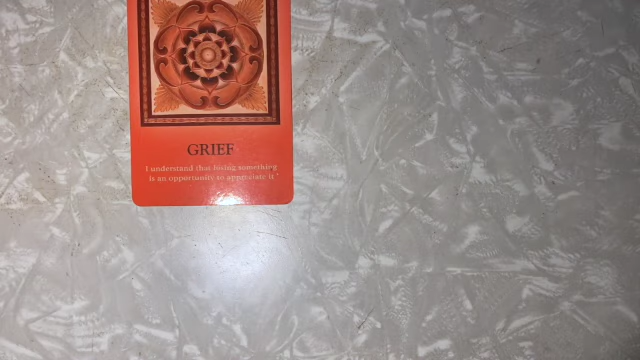 GRIEF
I understand that losing something
is an opportunity to appreciate it.